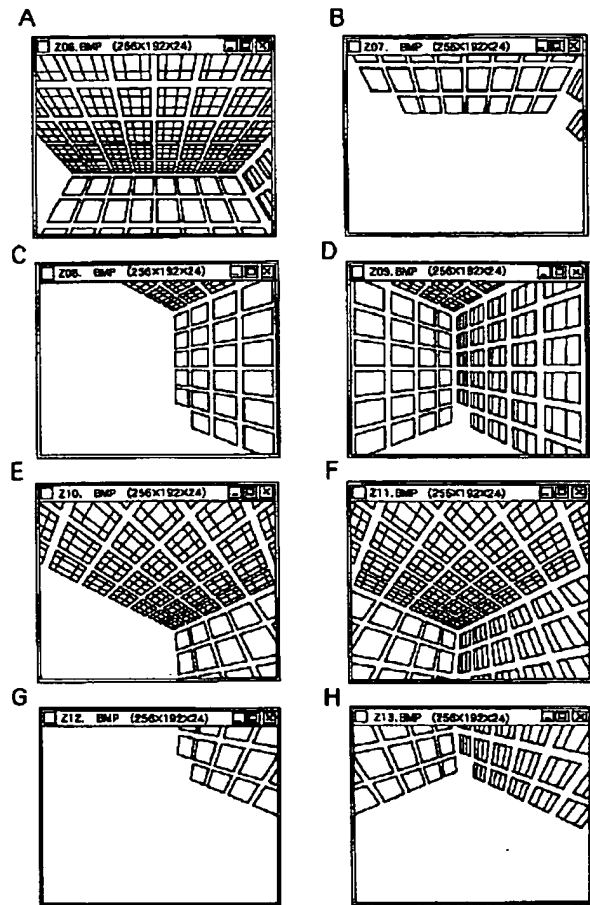 A
Z06.BMP (256X192X24)
B
Z07. BMP (256X192X24)
C
Z08. BMP (256X192X24)
D
Z09.BMP (256X192X24)
E
Z10. BMP (256X192X24)
F
Z11.BMP (256X192X24)
G
Z12. BMP (256X192X24)
H
Z13.BMP (256X192X24)